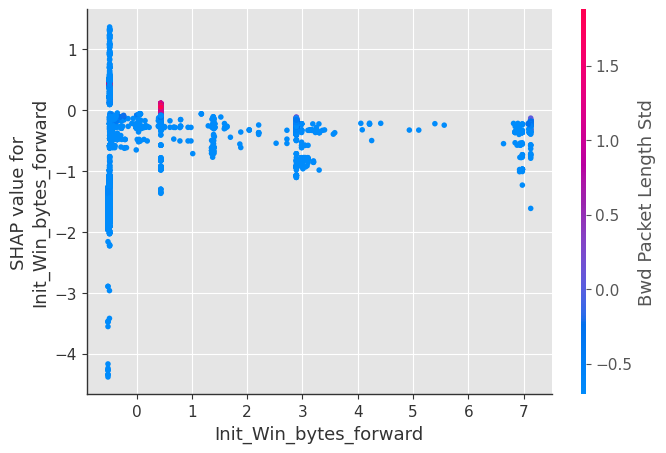 1
0
−1
−2
−3
−4
SHAP value for
Init_Win_bytes_forward
0 1 2 3 4 5 6 7
Init_Win_bytes_forward
1.5
1.0
0.5
0.0
−0.5
Bwd Packet Length Std